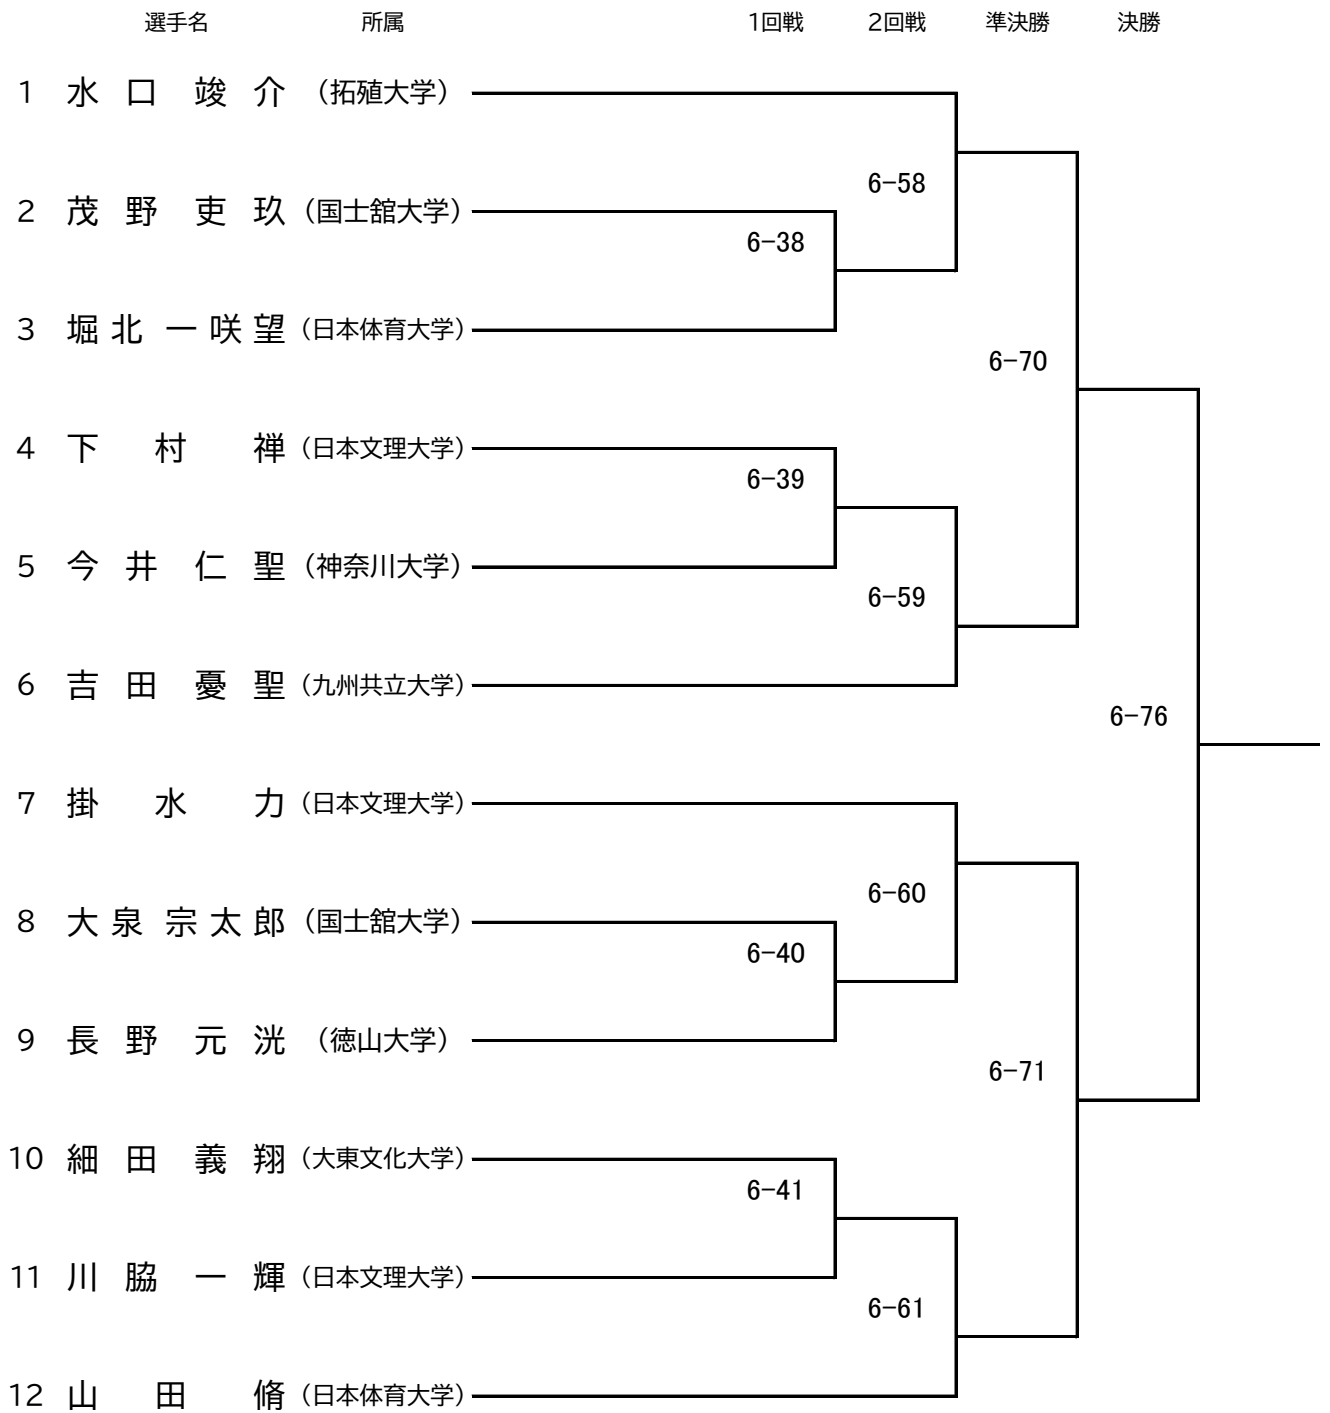 選手名 所属 1回戦 2回戦 準決勝 決勝
1 水口 竣介 （拓殖大学）
6-58
2 茂野 吏玖 （国士舘大学）
6-38
3 堀北 一咲望 （日本体育大学）
6-70
4 下村 禅 （日本文理大学）
6-39
5 今井 仁聖 （神奈川大学）
6-59
6 吉田 憂聖 （九州共立大学）
6-76
7 掛水 力 （日本文理大学）
6-60
8 大泉 宗太郎 （国士舘大学）
6-40
9 長野 元洸 （徳山大学）
6-71
10 細田 義翔 （大東文化大学）
6-41
11 川脇 一輝 （日本文理大学）
6-61
12 山田 脩 （日本体育大学）